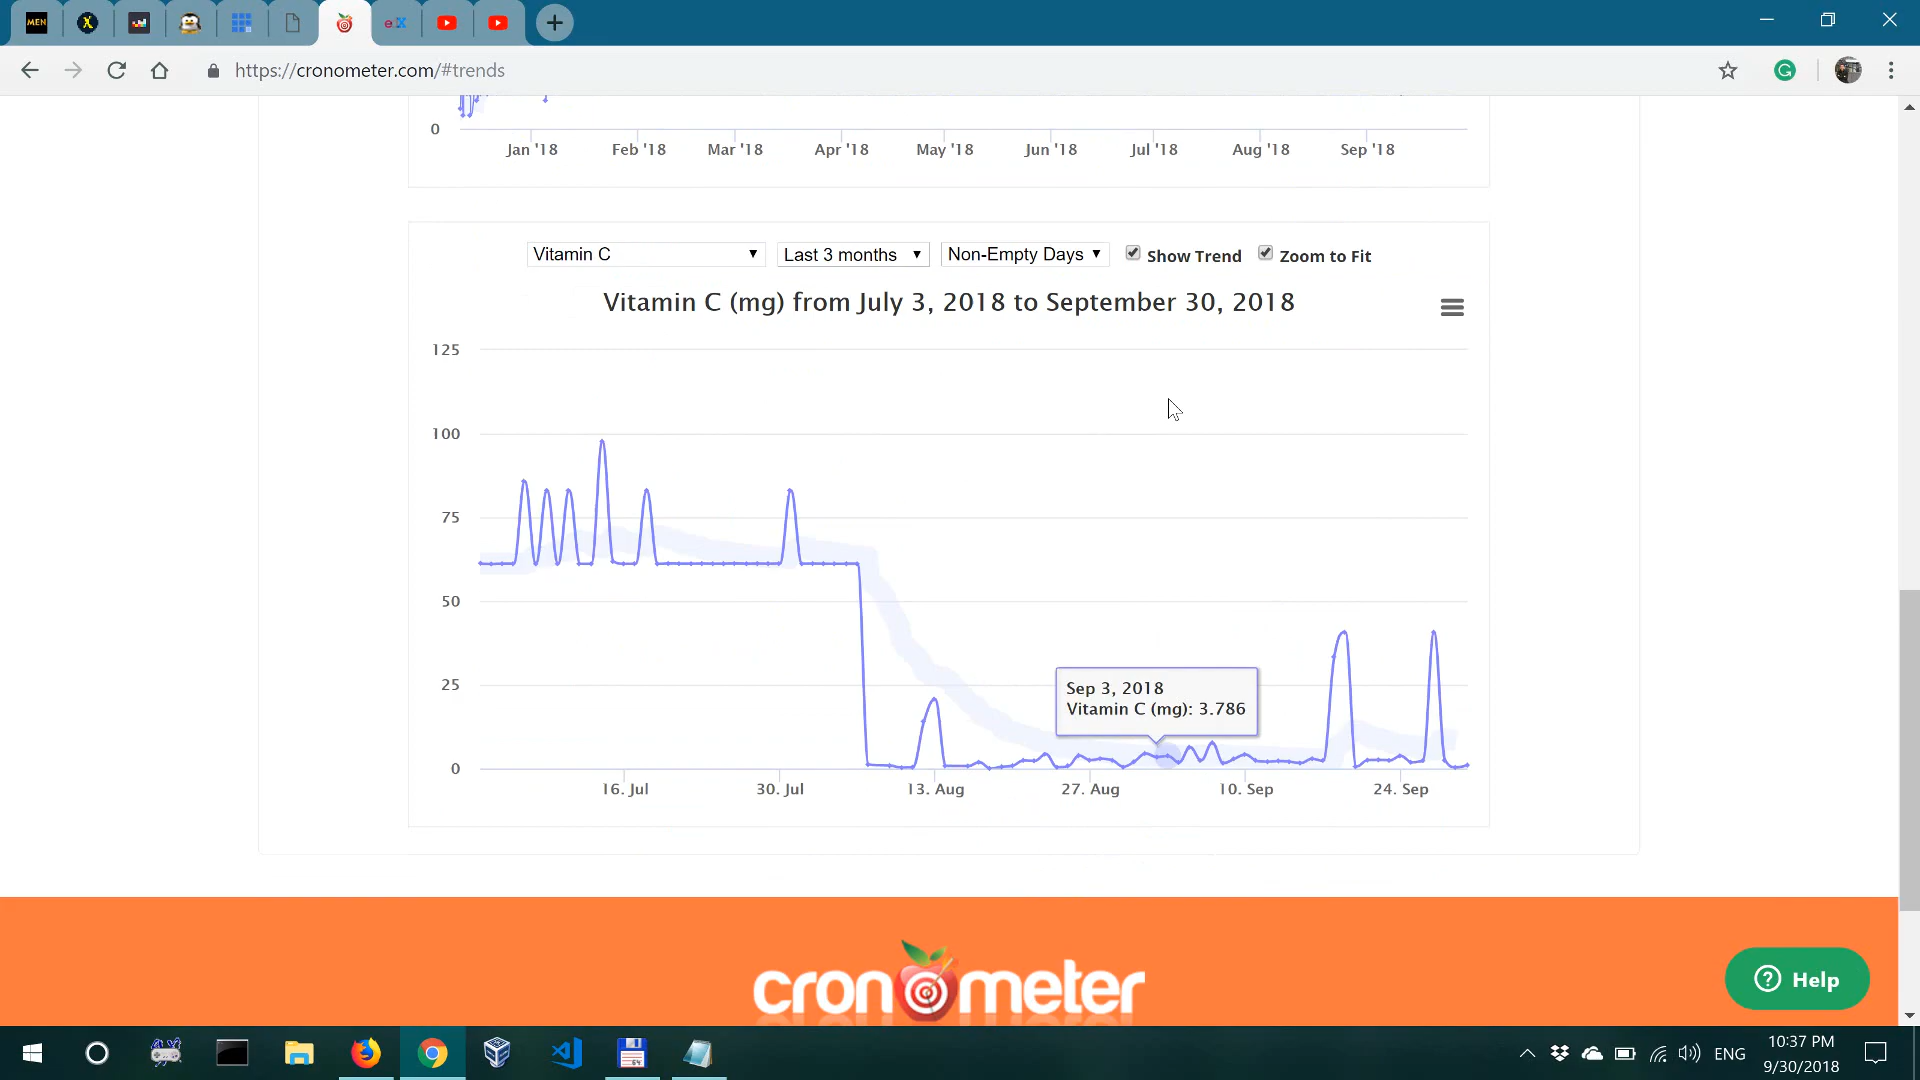 MEN X e X
https://cronometer.com/#trends
0
Jan '18 Feb '18 Mar '18 Apr '18 May '18 Jun '18 Jul '18 Aug '18 Sep '18
Vitamin C Last 3 months Non-Empty Days Show Trend Zoom to Fit
Vitamin C (mg) from July 3, 2018 to September 30, 2018
125
100
75
50
25
0
Sep 3, 2018
Vitamin C (mg): 3.786
16. Jul 30. Jul 13. Aug 27. Aug 10. Sep 24. Sep
cronometer
? Help
64
ENG
10:37 PM
9/30/2018